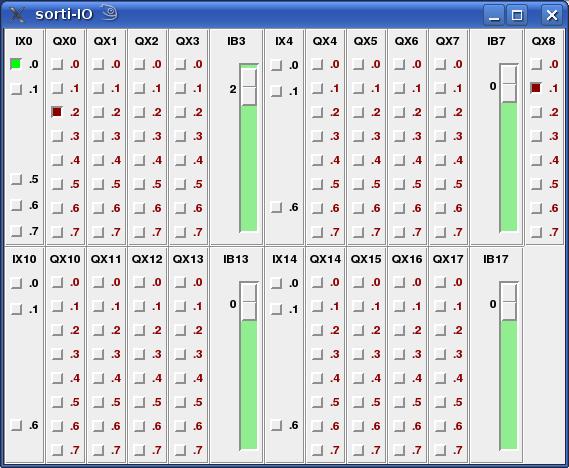 sorti-IO
IX0 QX0 QX1 QX2 QX3 IB3 IX4 QX4 QX5 QX6 QX7 IB7 QX8
.0 .0 .0 .0 .0 .0 .0 .0 .0 .0 .0
.1 .1 .1 .1 .1 2 .1 .1 .1 .1 .1 0 .1
.2 .2 .2 .2 .2 .2 .2 .2 .2
.3 .3 .3 .3 .3 .3 .3 .3 .3
.4 .4 .4 .4 .4 .4 .4 .4 .4
.5 .5 .5 .5 .5 .5 .5 .5 .5 .5
.6 .6 .6 .6 .6 .6 .6 .6 .6 .6 .6
.7 .7 .7 .7 .7 .7 .7 .7 .7 .7
IX10 QX10 QX11 QX12 QX13 IB13 IX14 QX14 QX15 QX16 QX17 IB17
.0 .0 .0 .0 .0 .0 .0 .0 .0 .0
.1 .1 .1 .1 .1 0 .1 .1 .1 .1 .1 0
.2 .2 .2 .2 .2 .2 .2 .2
.3 .3 .3 .3 .3 .3 .3 .3
.4 .4 .4 .4 .4 .4 .4 .4
.5 .5 .5 .5 .5 .5 .5 .5
.6 .6 .6 .6 .6 .6 .6 .6 .6 .6
.7 .7 .7 .7 .7 .7 .7 .7